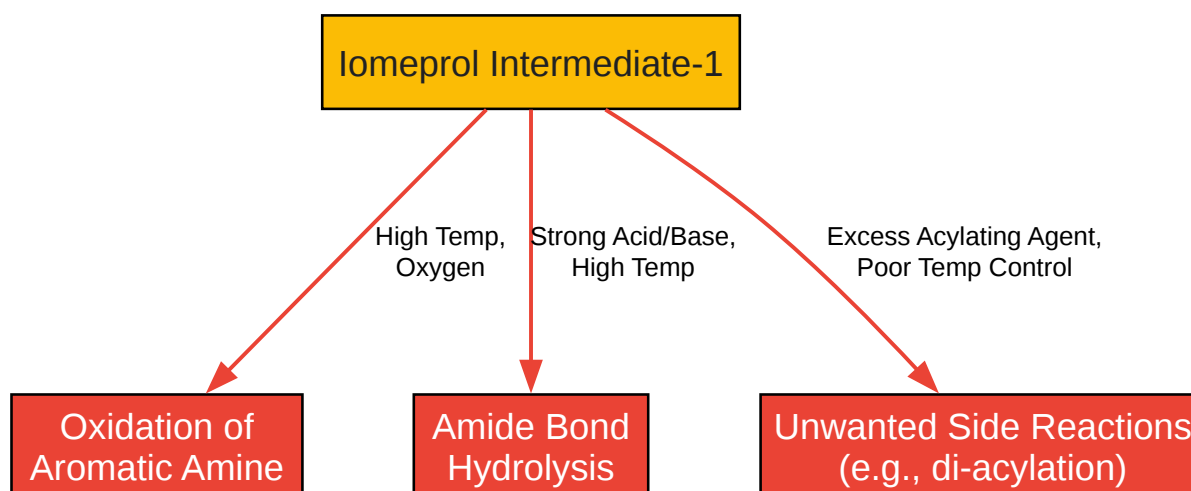 Iomeprol Intermediate-1
High Temp,
Oxygen
Strong Acid/Base,
High Temp
Excess Acylating Agent,
Poor Temp Control
Oxidation of
Aromatic Amine
Amide Bond
Hydrolysis
Unwanted Side Reactions
(e.g., di-acylation)